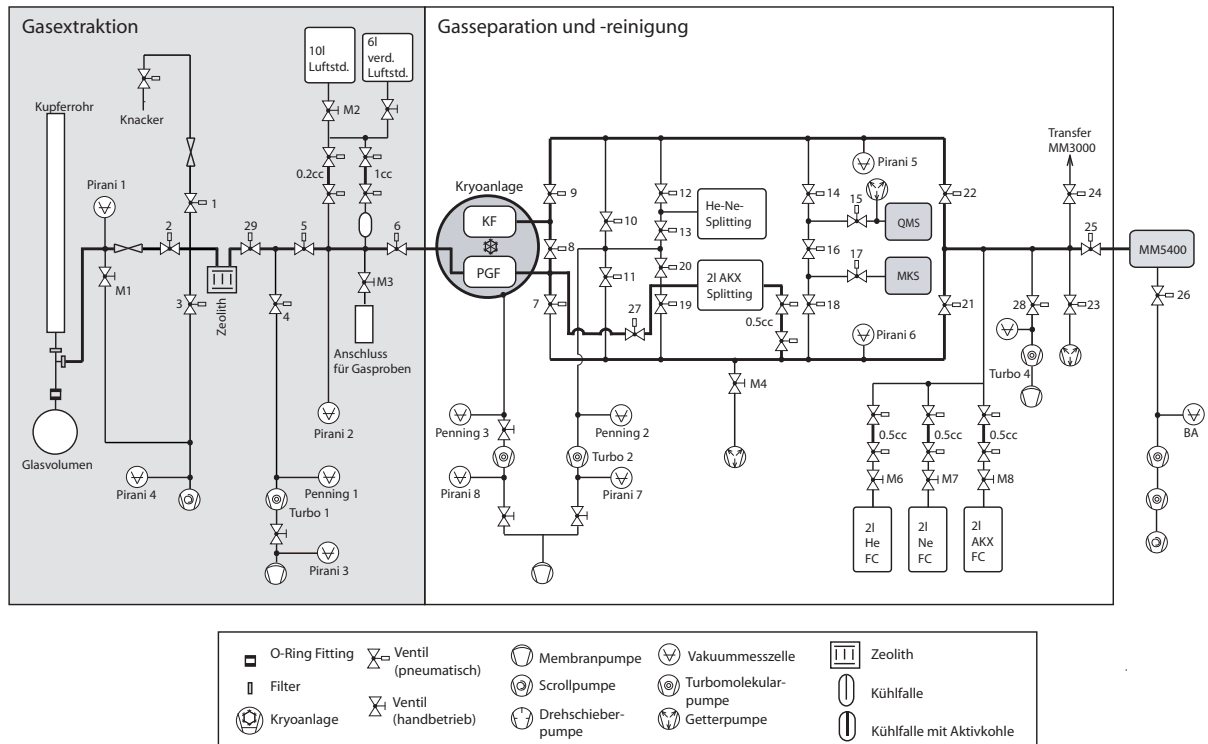 Gasextraktion
Gasseparation und -reinigung
10l
Luftstd.
6l
verd.
Luftstd.
Kupferrohr
Knacker
M2
Pirani 1
0.2cc
1cc
1
2
29
5
6
M1
3
Zeolith
4
M3
Anschluss
für Gasproben
Glasvolumen
Pirani 2
Pirani 4
Penning 1
Turbo 1
Pirani 3
Kryoanlage
KF
PGF
9
8
7
10
11
12
13
20
19
27
He-Ne-
Splitting
2l AKX
Splitting
0.5cc
14
15
16
17
18
Pirani 5
QMS
MKS
Pirani 6
22
21
Transfer
MM3000
24
25
23
28
MM5400
26
Turbo 4
BA
M4
Penning 3
Penning 2
Turbo 2
Pirani 8
Pirani 7
0.5cc
0.5cc
0.5cc
M6
M7
M8
2l
He
FC
2l
Ne
FC
2l
AKX
FC
O-Ring Fitting
Filter
Kryoanlage
Ventil
(pneumatisch)
Ventil
(handbetrieb)
Membranpumpe
Scrollpumpe
Drehschieber-
pumpe
Vakuummesszelle
Turbomolekular-
pumpe
Getterpumpe
Zeolith
Kühlfalle
Kühlfalle mit Aktivkohle